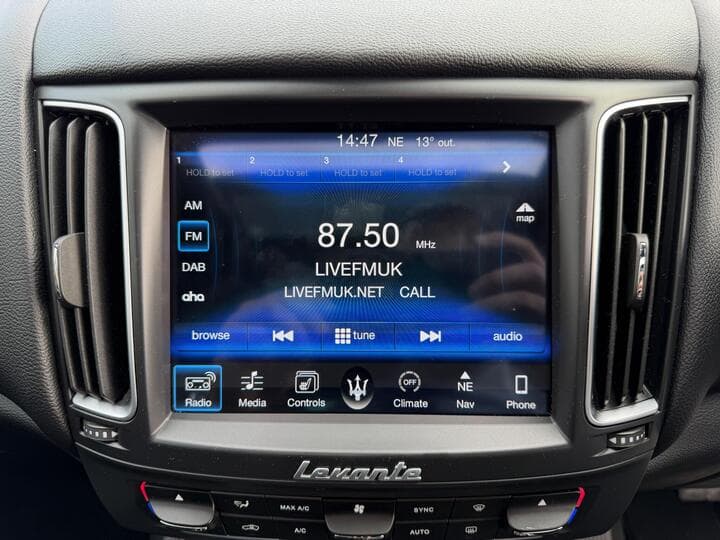 14:47 NE 13° out.
1 2 3 4
HOLD to set HOLD to set HOLD to set HOLD to set
AM
map
FM
87.50 MHz
DAB
LIVEFMUK
aha
LIVEFMUK.NET CALL
browse tune audio
OFF NE
Radio Media Controls Climate Nav Phone
Levante
MAX A/C SYNC
A/C AUTO